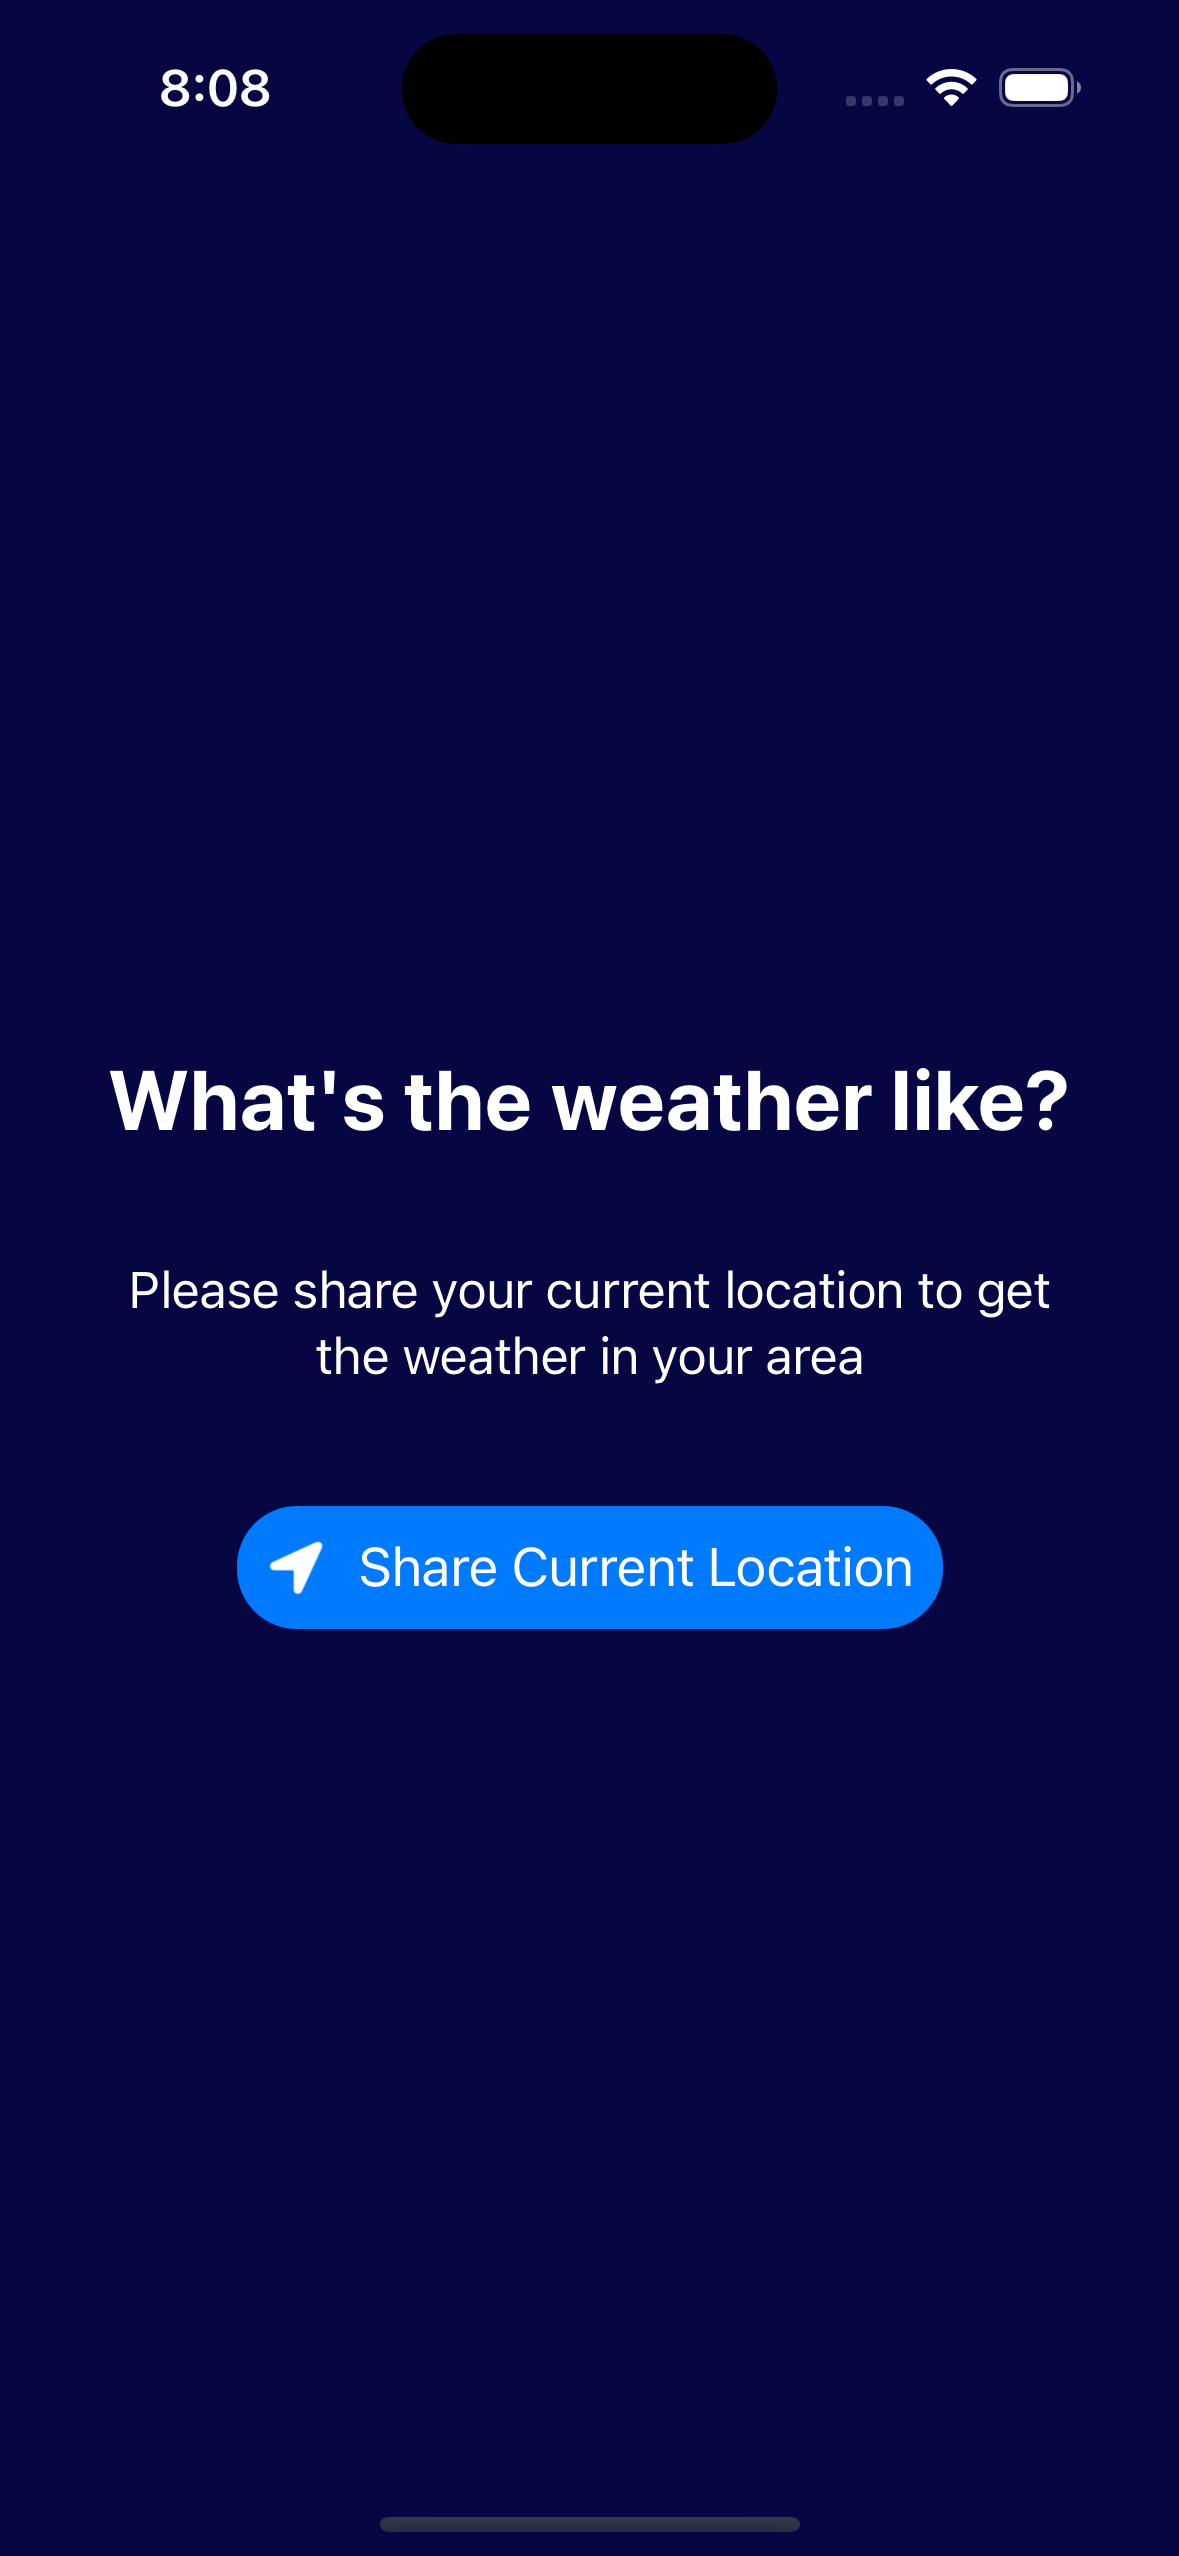 8:08
What's the weather like?
Please share your current location to get
the weather in your area
Share Current Location